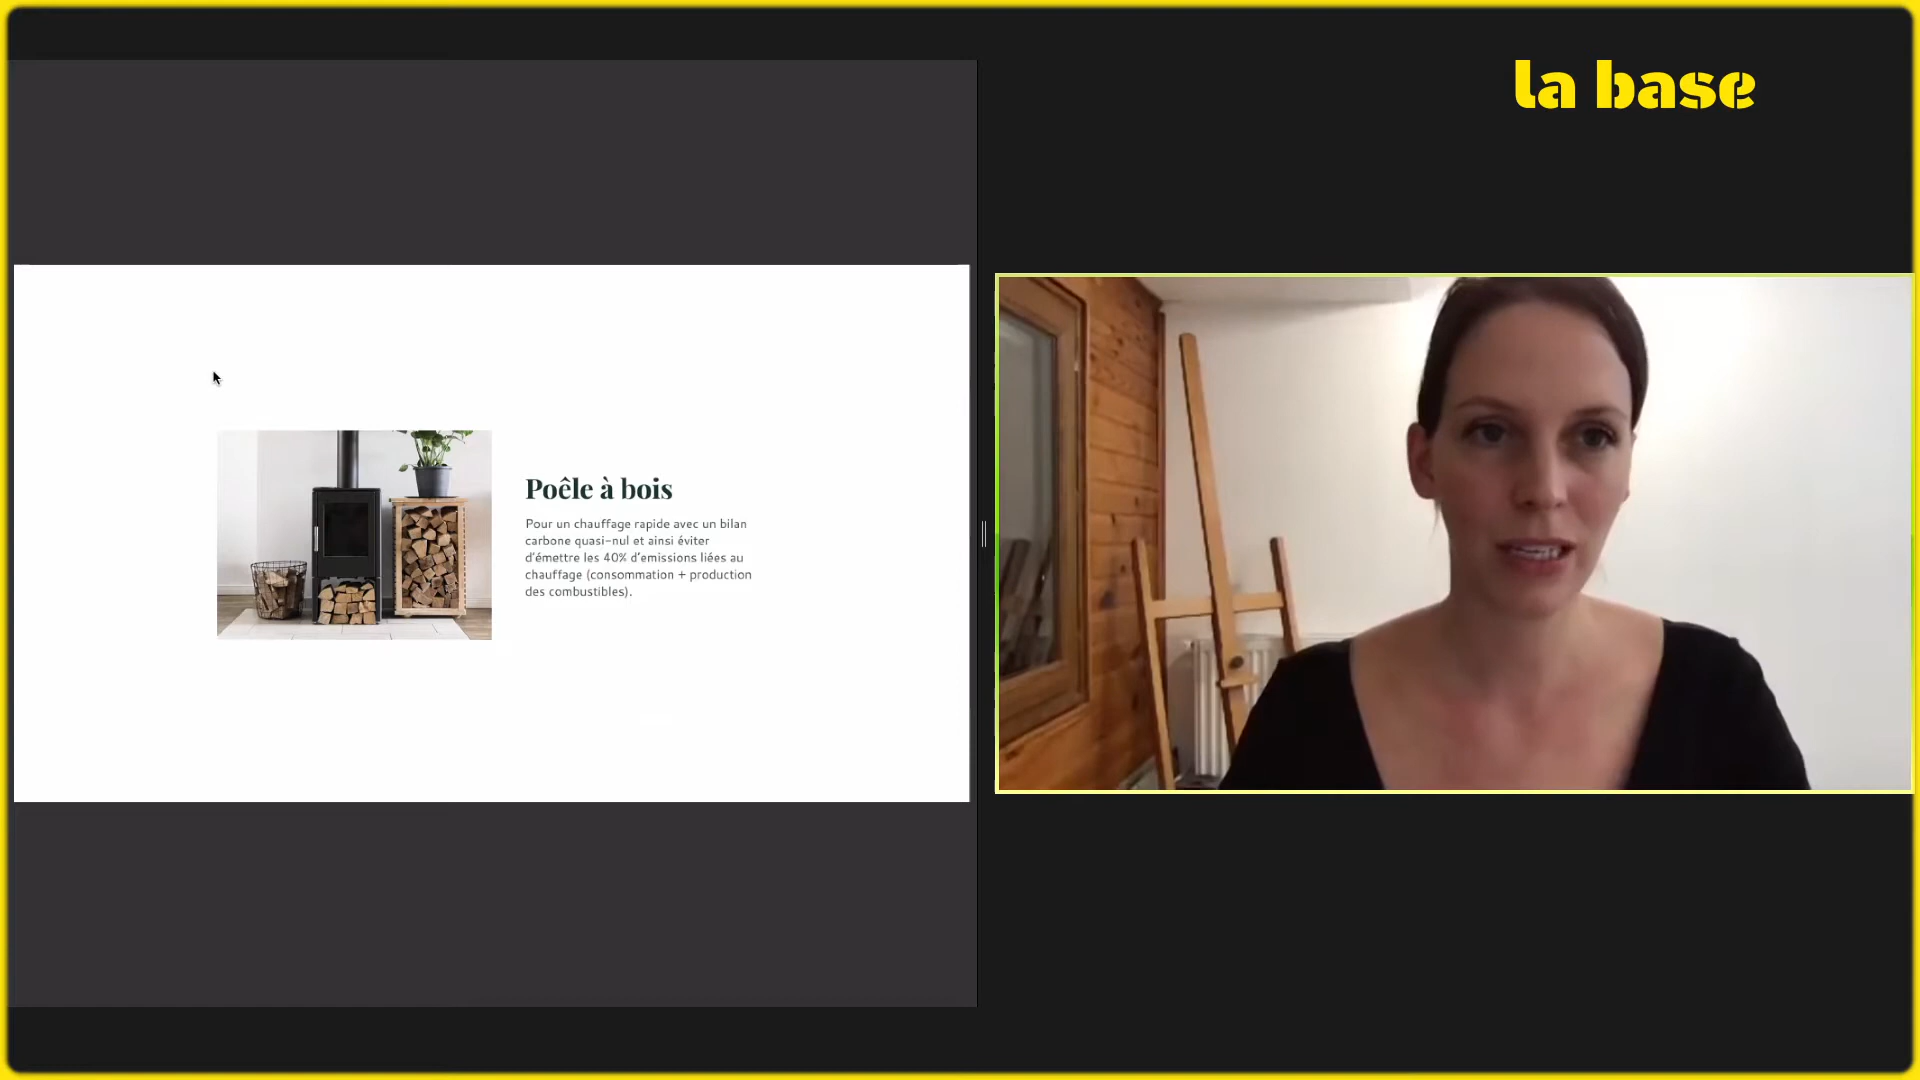 la base
Poêle à bois
Pour un chauffage rapide avec un bilan
carbone quasi-nul et ainsi éviter
d'émettre les 40% d'emissions liées au
chauffage (consommation + production
des combustibles).